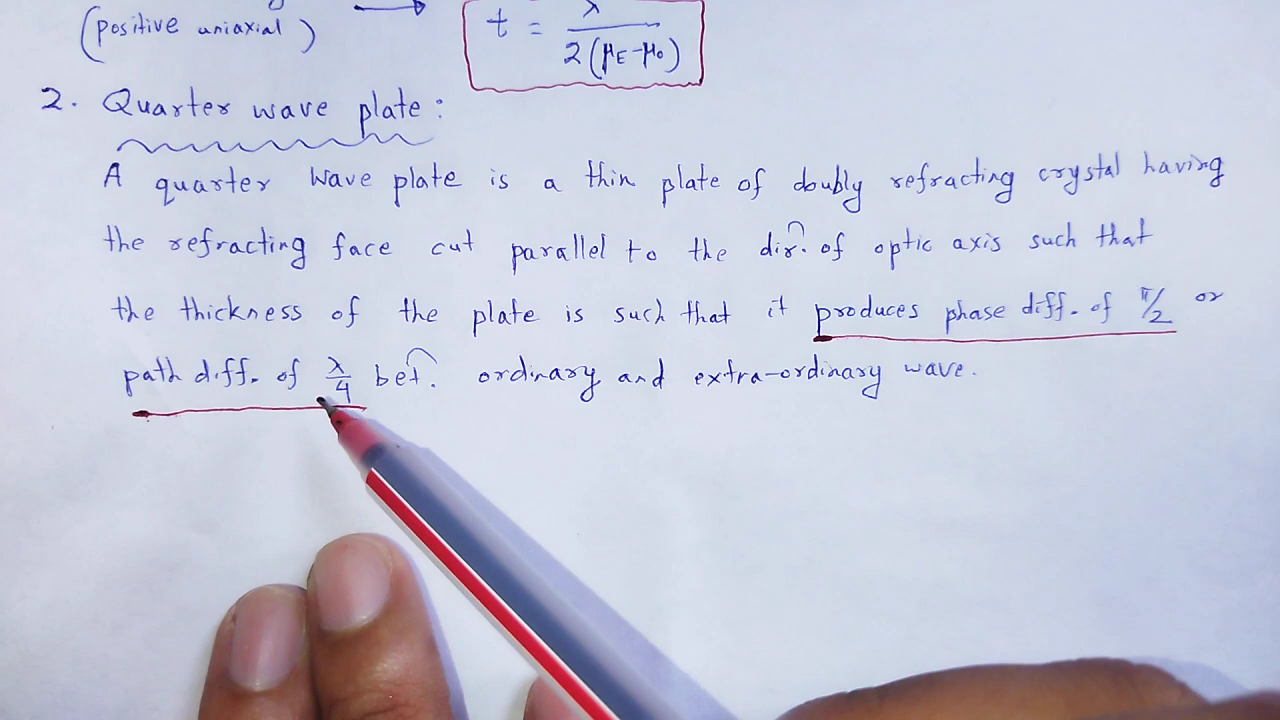 (positive uniaxial) → t = λ / 2(μE-μo)
2. Quarter wave plate:
A quarter wave plate is a thin plate of doubly refracting crystal having
the refracting face cut parallel to the dir. of optic axis such that
the thickness of the plate is such that it produces phase diff. of π/2 or
path diff. of λ/4 bet. ordinary and extra-ordinary wave.